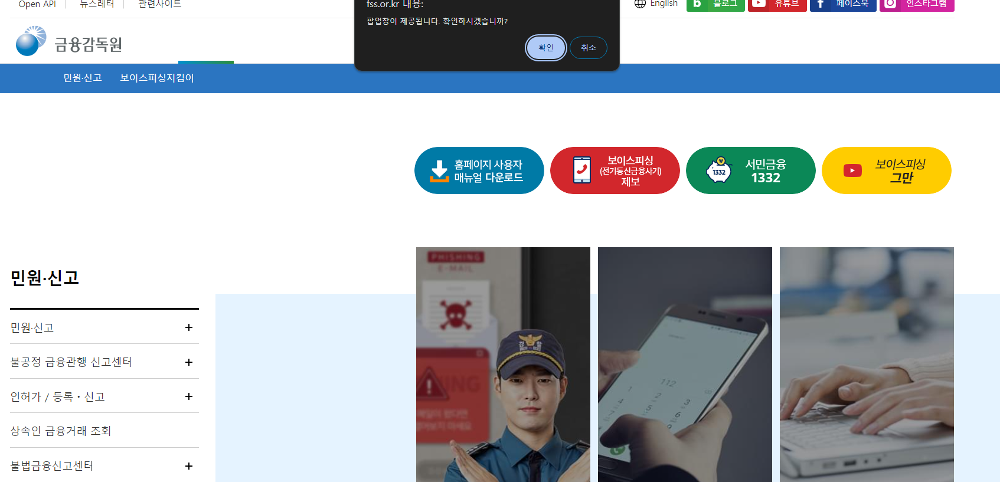 Open API
뉴스레터
관련사이트
English
블로그
유튜브
페이스북
인스타그램
fss.or.kr 내용:
팝업창이 제공됩니다. 확인하시겠습니까?
확인
취소
금융감독원
민원·신고
보이스피싱지킴이
홈페이지 사용자
매뉴얼 다운로드
보이스피싱
(전기통신금융사기)
제보
1332
서민금융
1332
보이스피싱
그만
민원·신고
민원·신고
불공정 금융관행 신고센터
인허가 / 등록·신고
상속인 금융거래 조회
불법금융신고센터
PHISHING
E-MAIL
경찰
112
1
2
3
4
5
6